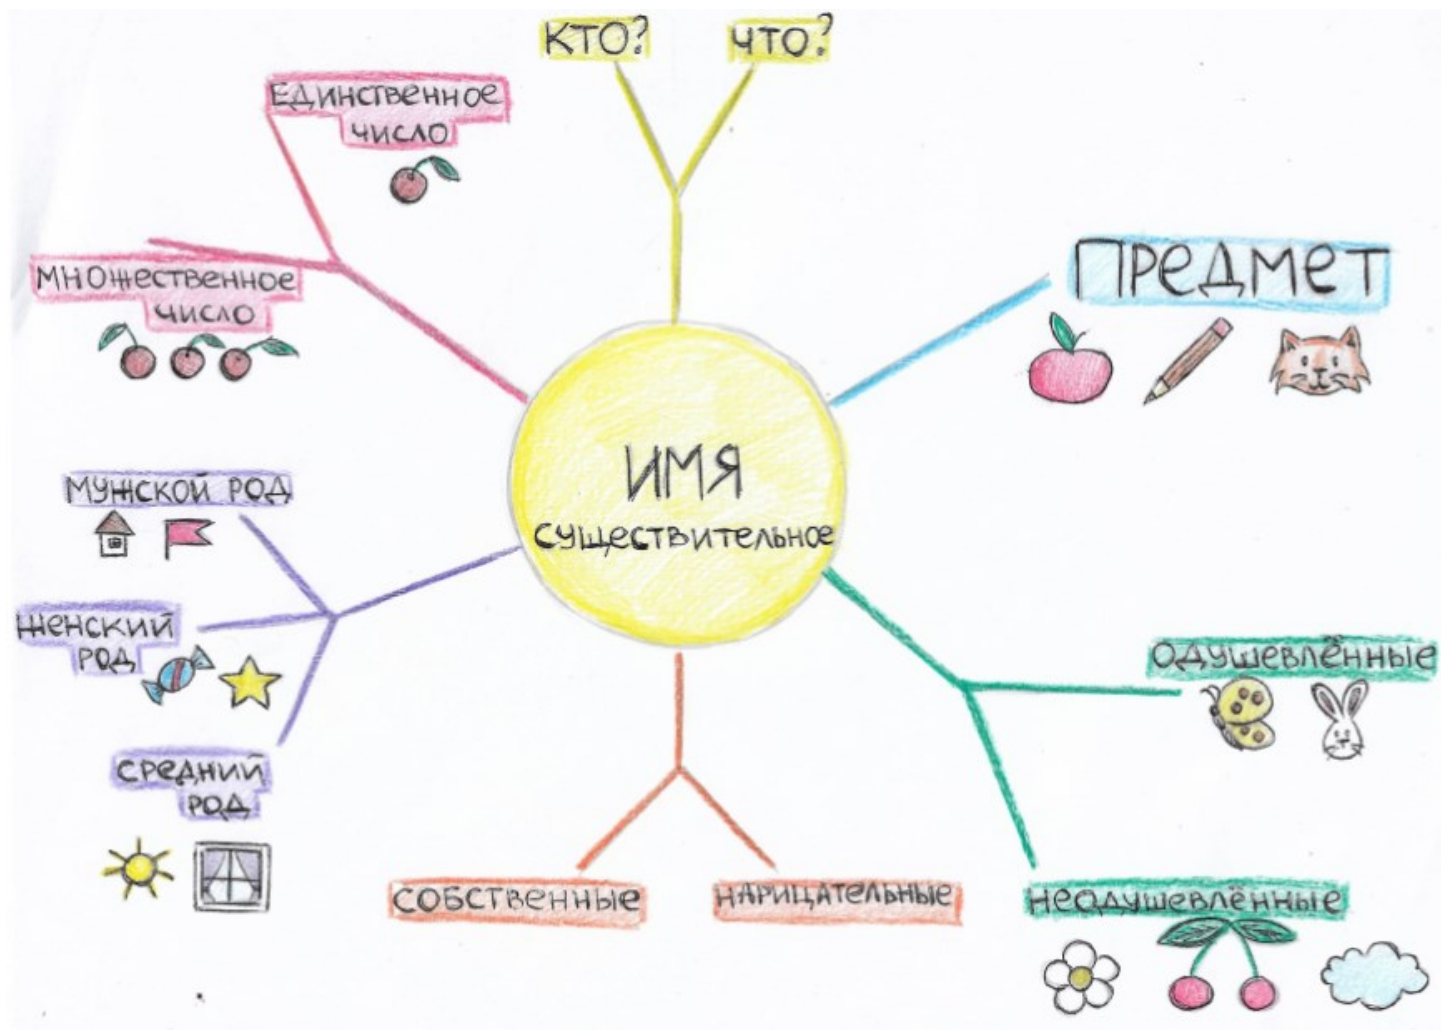 КТО?
ЧТО?
ЕДИНСТВЕННОЕ
ЧИСЛО
МНОЖЕСТВЕННОЕ
ЧИСЛО
ПРЕДМЕТ
ИМЯ
СУЩЕСТВИТЕЛЬНОЕ
МУЖСКОЙ РОД
ЖЕНСКИЙ
РОД
СРЕДНИЙ
РОД
ОДУШЕВЛЁННЫЕ
НЕОДУШЕВЛЁННЫЕ
СОБСТВЕННЫЕ
НАРИЦАТЕЛЬНЫЕ